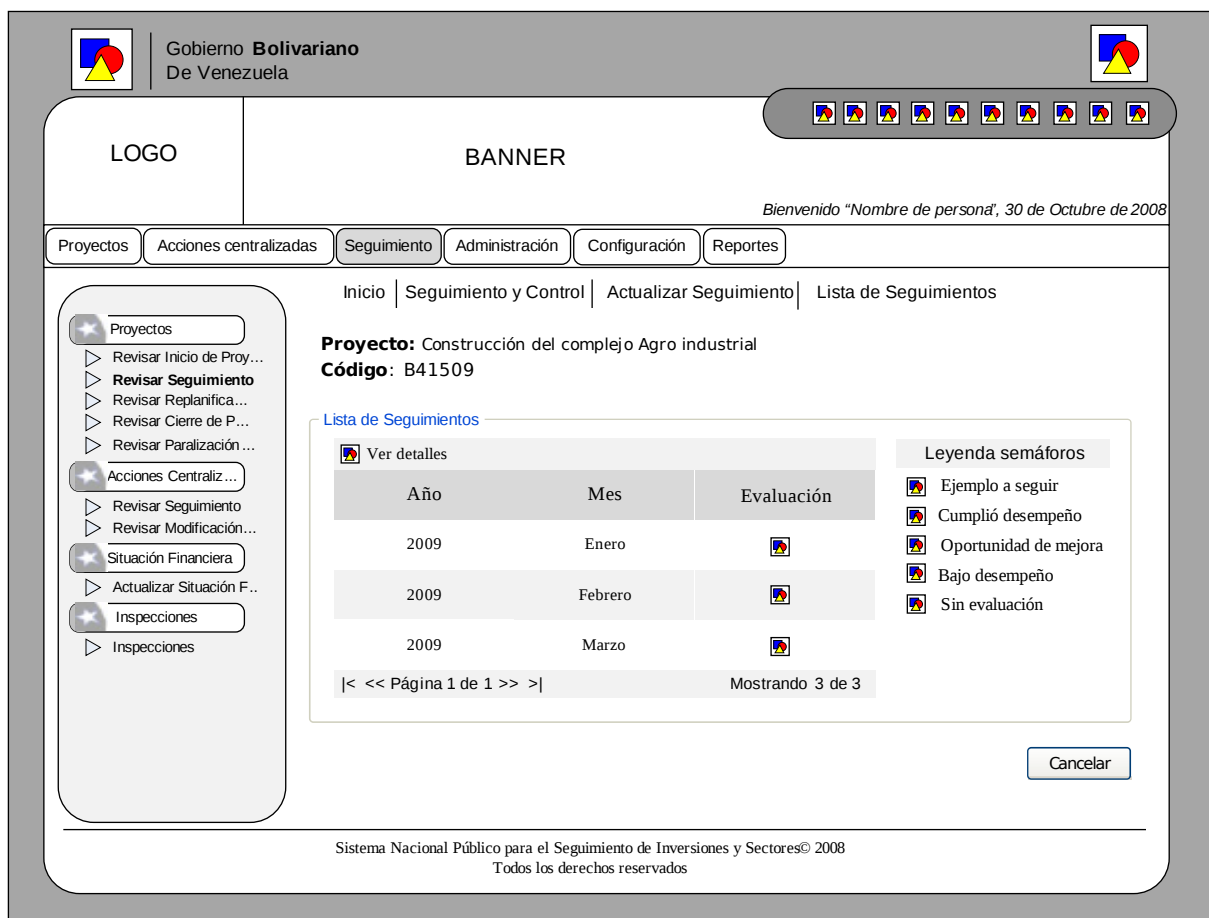 Gobierno Bolivariano
De Venezuela
LOGO
BANNER
Bienvenido “Nombre de persona”, 30 de Octubre de 2008
Proyectos
Acciones centralizadas
Seguimiento
Administración
Configuración
Reportes
Inicio | Seguimiento y Control | Actualizar Seguimiento | Lista de Seguimientos
Proyectos
Revisar Inicio de Proy…
Revisar Seguimiento
Revisar Replanifica…
Revisar Cierre de P…
Revisar Paralización …
Acciones Centraliz…
Revisar Seguimiento
Revisar Modificación…
Situación Financiera
Actualizar Situación F..
Inspecciones
Inspecciones
Proyecto: Construcción del complejo Agro industrial
Código: B41509
Lista de Seguimientos
Ver detalles
Año Mes Evaluación
2009 Enero
2009 Febrero
2009 Marzo
|< << Página 1 de 1 >> >| Mostrando 3 de 3
Leyenda semáforos
Ejemplo a seguir
Cumplió desempeño
Oportunidad de mejora
Bajo desempeño
Sin evaluación
Cancelar
Sistema Nacional Público para el Seguimiento de Inversiones y Sectores© 2008
Todos los derechos reservados